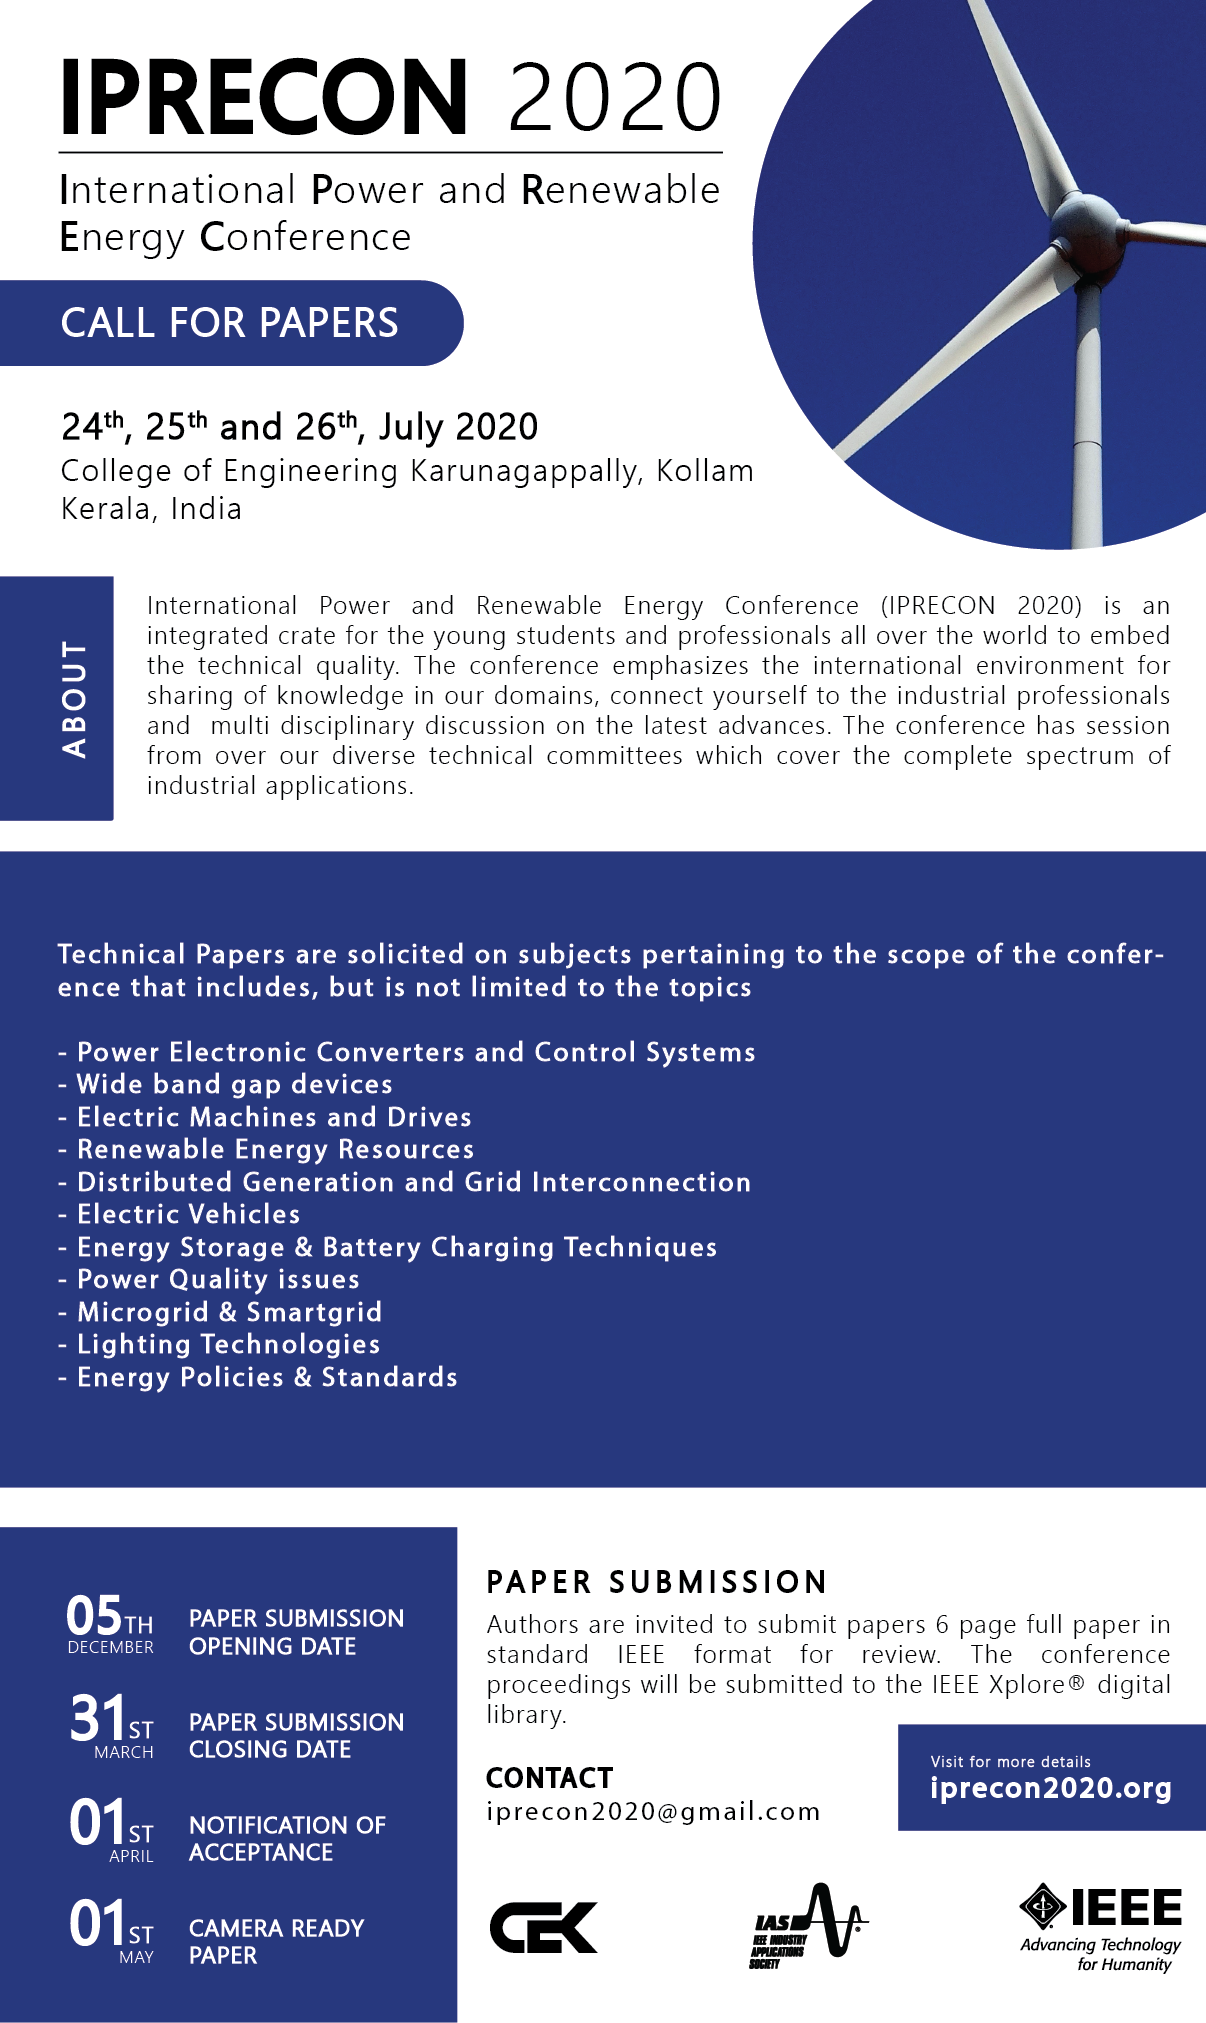 IPRECON 2020
International Power and Renewable
Energy Conference
CALL FOR PAPERS
24th, 25th and 26th, July 2020
College of Engineering Karunagappally, Kollam
Kerala, India
ABOUT
International Power and Renewable Energy Conference (IPRECON 2020) is an
integrated crate for the young students and professionals all over the world to embed
the technical quality. The conference emphasizes the international environment for
sharing of knowledge in our domains, connect yourself to the industrial professionals
and multi disciplinary discussion on the latest advances. The conference has session
from over our diverse technical committees which cover the complete spectrum of
industrial applications.
Technical Papers are solicited on subjects pertaining to the scope of the confer-
ence that includes, but is not limited to the topics
- Power Electronic Converters and Control Systems
- Wide band gap devices
- Electric Machines and Drives
- Renewable Energy Resources
- Distributed Generation and Grid Interconnection
- Electric Vehicles
- Energy Storage & Battery Charging Techniques
- Power Quality issues
- Microgrid & Smartgrid
- Lighting Technologies
- Energy Policies & Standards
05TH
DECEMBER
PAPER SUBMISSION
OPENING DATE
31ST
MARCH
PAPER SUBMISSION
CLOSING DATE
01ST
APRIL
NOTIFICATION OF
ACCEPTANCE
01ST
MAY
CAMERA READY
PAPER
PAPER SUBMISSION
Authors are invited to submit papers 6 page full paper in
standard IEEE format for review. The conference
proceedings will be submitted to the IEEE Xplore® digital
library.
CONTACT
iprecon2020@gmail.com
Visit for more details
iprecon2020.org
CEK
IAS
IEEE INDUSTRY
APPLICATIONS
SOCIETY
®
IEEE
Advancing Technology
for Humanity